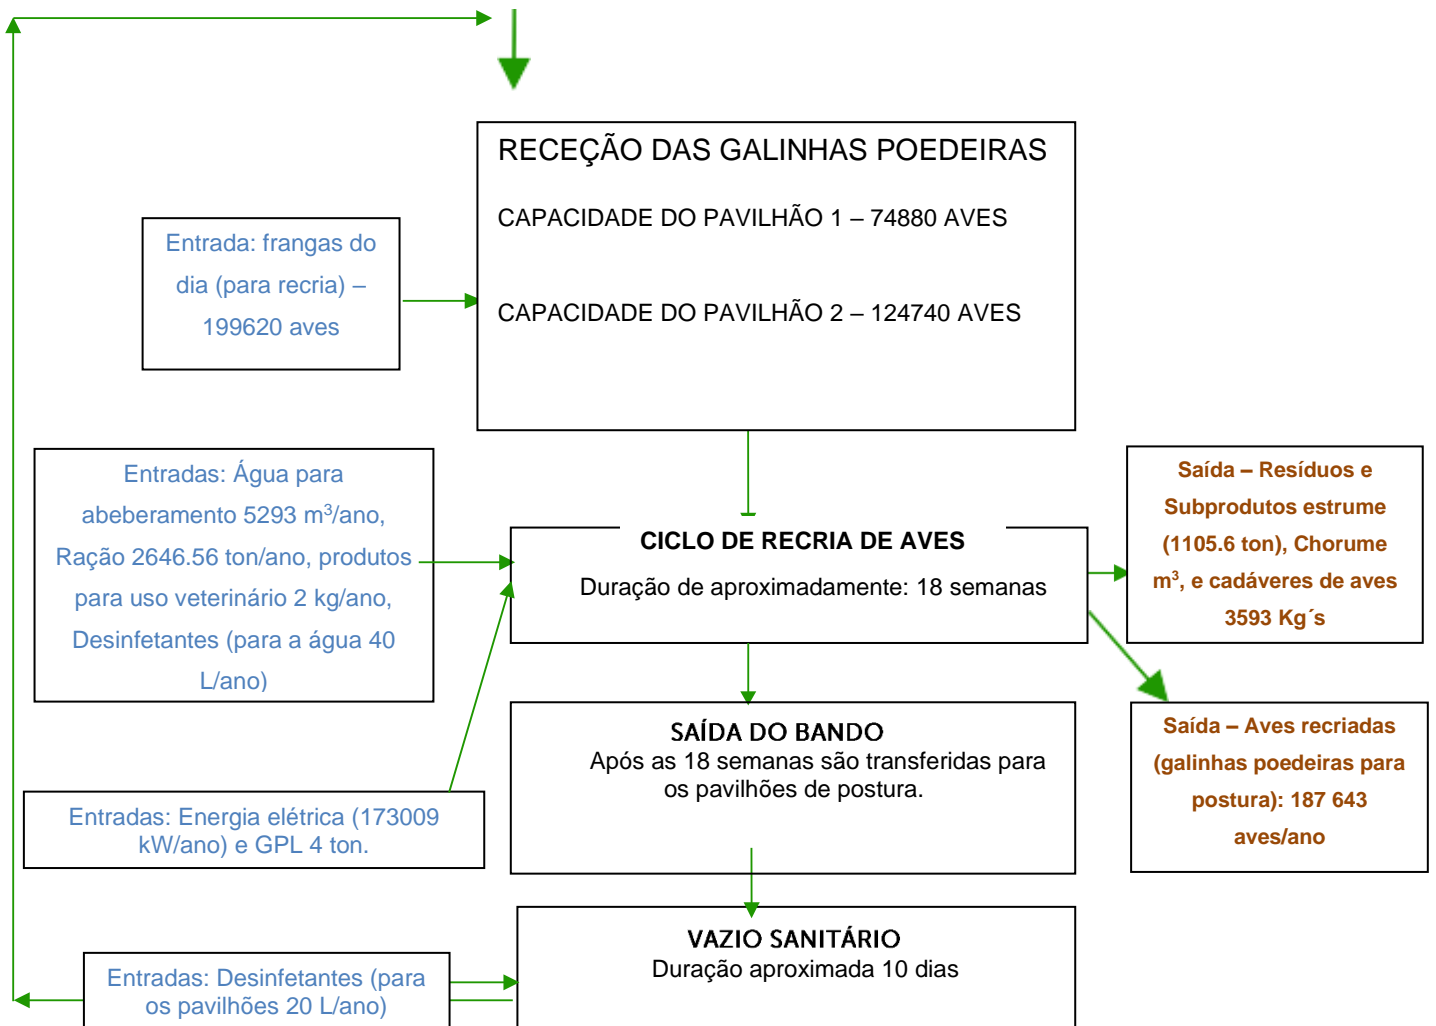 RECEÇÃO DAS GALINHAS POEDEIRAS
CAPACIDADE DO PAVILHÃO 1 – 74880 AVES
CAPACIDADE DO PAVILHÃO 2 – 124740 AVES
Entrada: frangas do
dia (para recria) –
199620 aves
Entradas: Água para
abeberamento 5293 m³/ano,
Ração 2646.56 ton/ano, produtos
para uso veterinário 2 kg/ano,
Desinfetantes (para a água 40
L/ano)
CICLO DE RECRIA DE AVES
Duração de aproximadamente: 18 semanas
Saída – Resíduos e
Subprodutos estrume
(1105.6 ton), Chorume
m³, e cadáveres de aves
3593 Kg´s
SAÍDA DO BANDO
Após as 18 semanas são transferidas para
os pavilhões de postura.
Saída – Aves recriadas
(galinhas poedeiras para
postura): 187 643
aves/ano
Entradas: Energia elétrica (173009
kW/ano) e GPL 4 ton.
VAZIO SANITÁRIO
Duração aproximada 10 dias
Entradas: Desinfetantes (para
os pavilhões 20 L/ano)